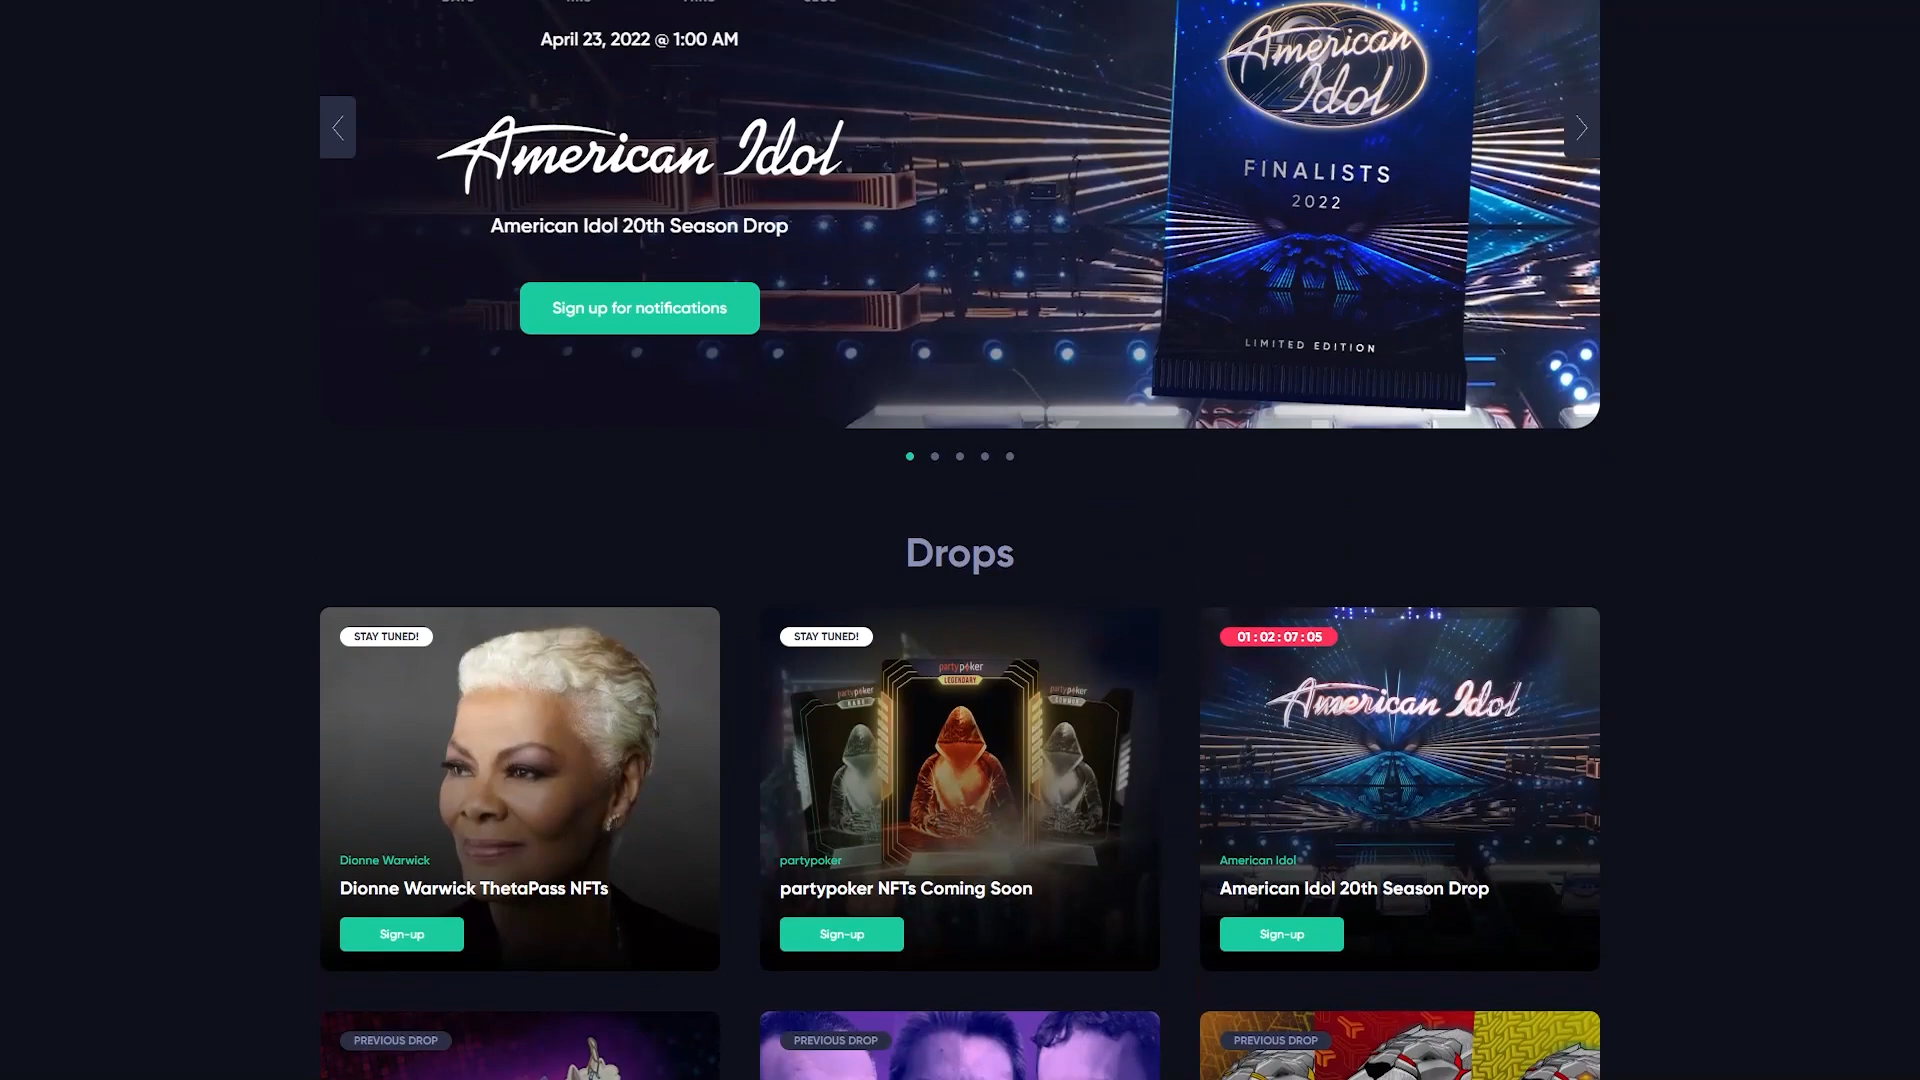 April 23, 2022 @ 1:00 AM
American Idol
American Idol 20th Season Drop
Sign up for notifications
American
Idol
FINALISTS
2022
LIMITED EDITION
Drops
STAY TUNED!
Dionne Warwick
Dionne Warwick ThetaPass NFTs
Sign-up
STAY TUNED!
partypoker
LEGENDARY
partypoker
RARE
partypoker
COMMON
partypoker
partypoker NFTs Coming Soon
Sign-up
01 : 02 : 07 : 05
American Idol
American Idol
American Idol 20th Season Drop
Sign-up
PREVIOUS DROP
PREVIOUS DROP
PREVIOUS DROP